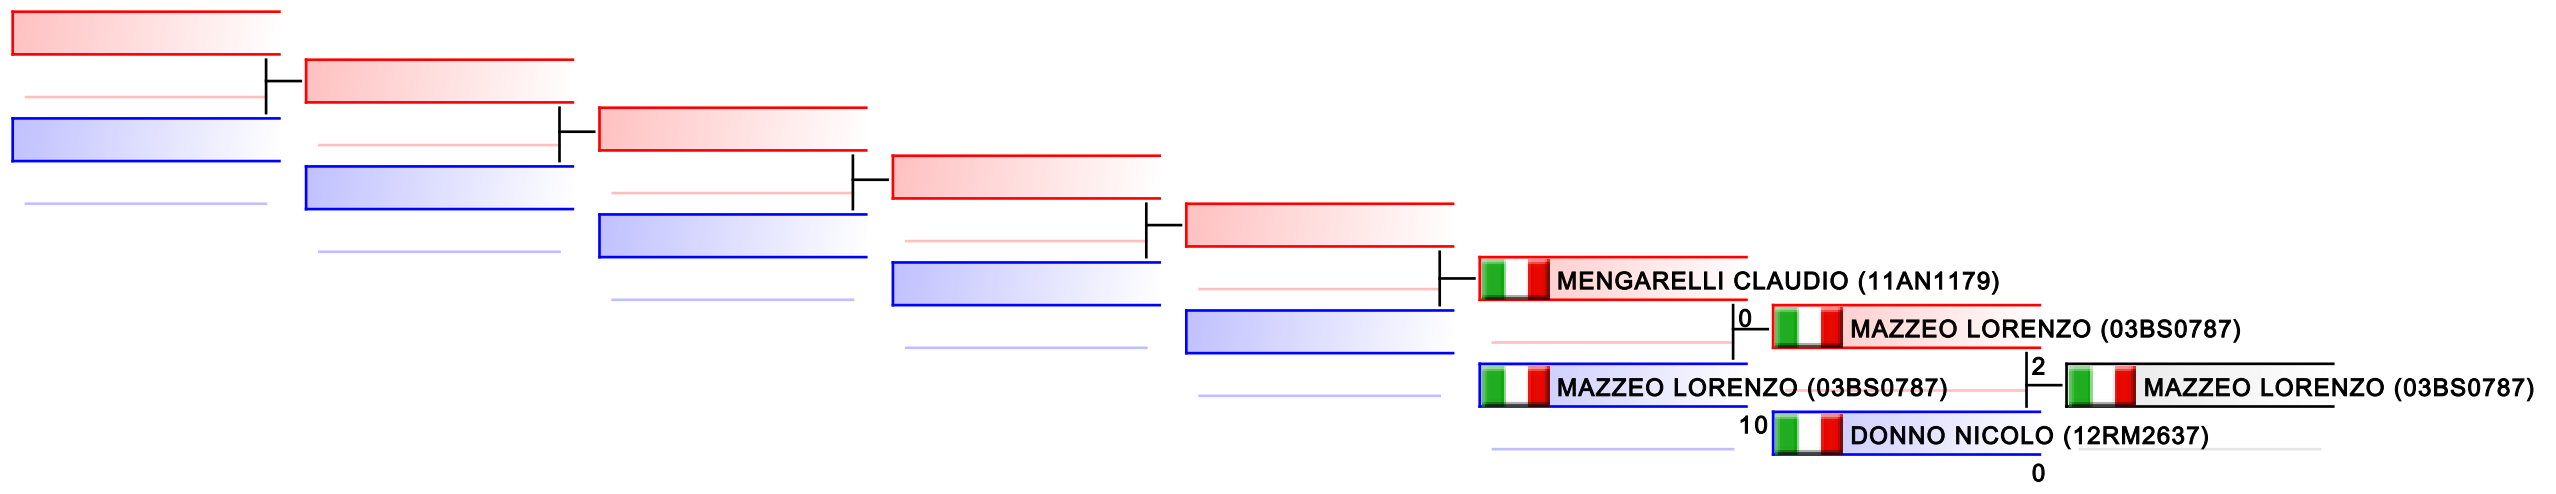 MENGARELLI CLAUDIO (11AN1179)
0
MAZZEO LORENZO (03BS0787)
MAZZEO LORENZO (03BS0787)
10
2
DONNO NICOLO (12RM2637)
0
MAZZEO LORENZO (03BS0787)